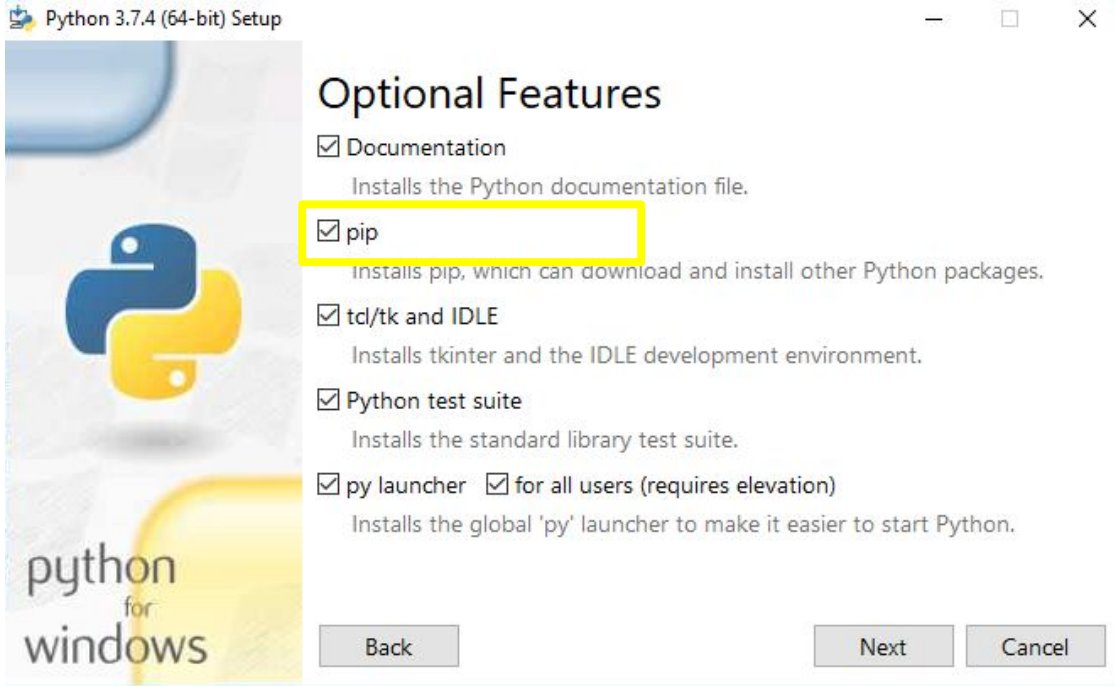 Python 3.7.4 (64-bit) Setup
Optional Features
Documentation
Installs the Python documentation file.
pip
Installs pip, which can download and install other Python packages.
tcl/tk and IDLE
Installs tkinter and the IDLE development environment.
Python test suite
Installs the standard library test suite.
py launcher for all users (requires elevation)
Installs the global 'py' launcher to make it easier to start Python.
python
for
windows
Back Next Cancel